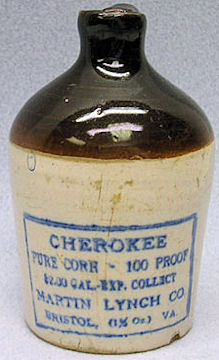 CHEROKEE
PURE CORN - 100 PROOF
$2.00 GAL-EXP. COLLECT
MARTIN LYNCH CO.
BRISTOL, (1½ OZ.) VA.